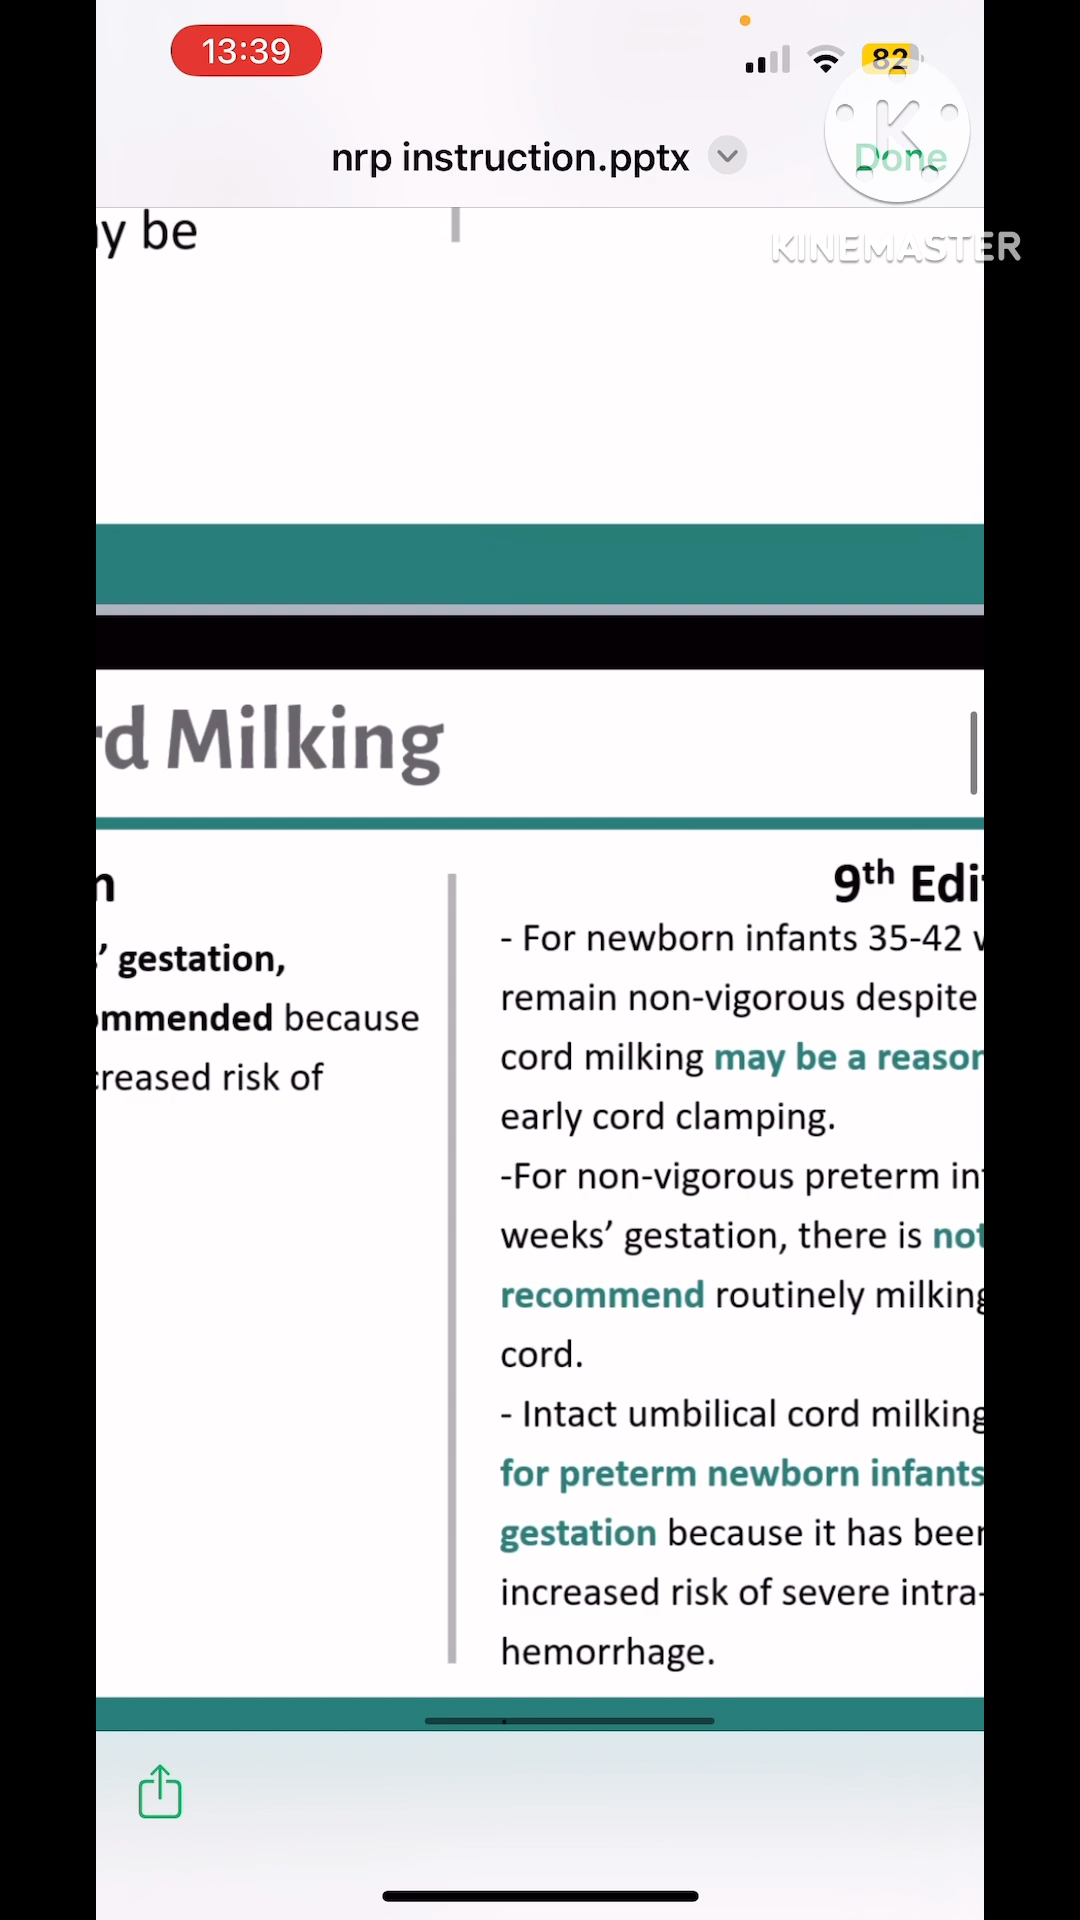 13:39
82
nrp instruction.pptx
Done
K
KINEMASTER
y be
rd Milking
n
9th Edi
’ gestation,
mmended because
creased risk of
- For newborn infants 35-42 w
remain non-vigorous despite
cord milking may be a reason
early cord clamping.
-For non-vigorous preterm inf
weeks’ gestation, there is not
recommend routinely milking
cord.
- Intact umbilical cord milking
for preterm newborn infants
gestation because it has been
increased risk of severe intra-
hemorrhage.